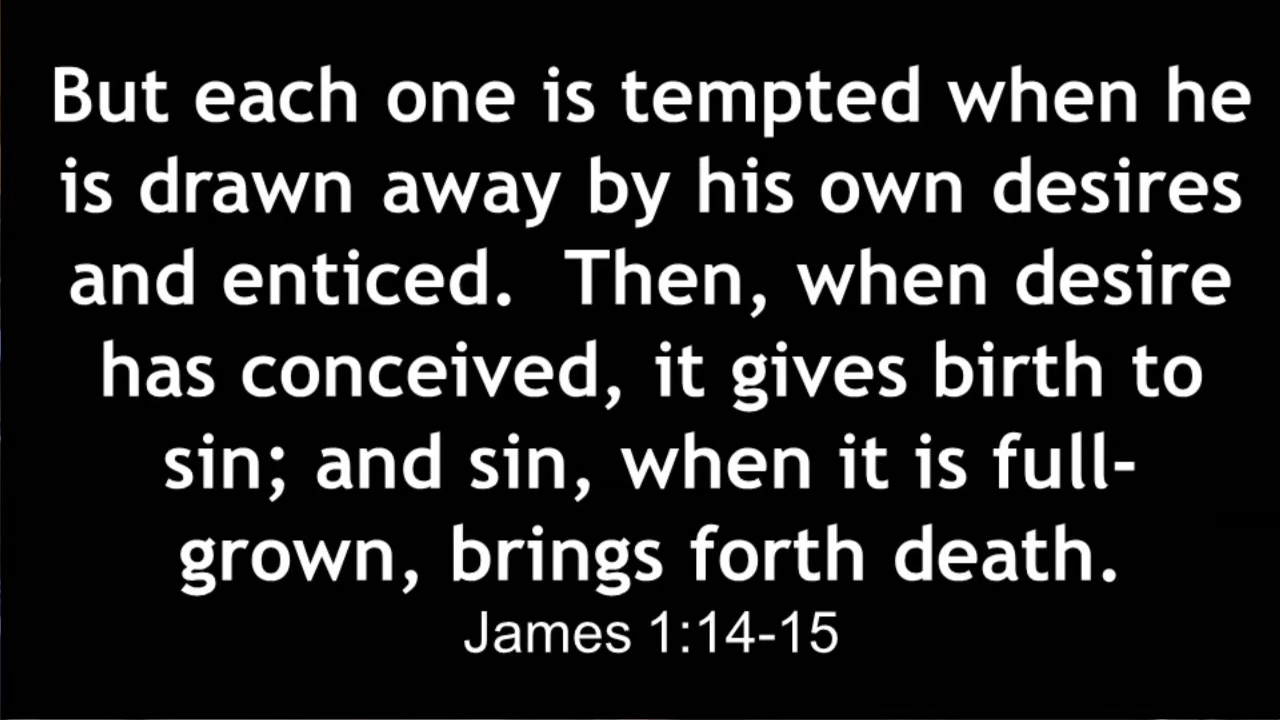 But each one is tempted when he
is drawn away by his own desires
and enticed.  Then, when desire
has conceived, it gives birth to
sin; and sin, when it is full-
grown, brings forth death.
James 1:14-15